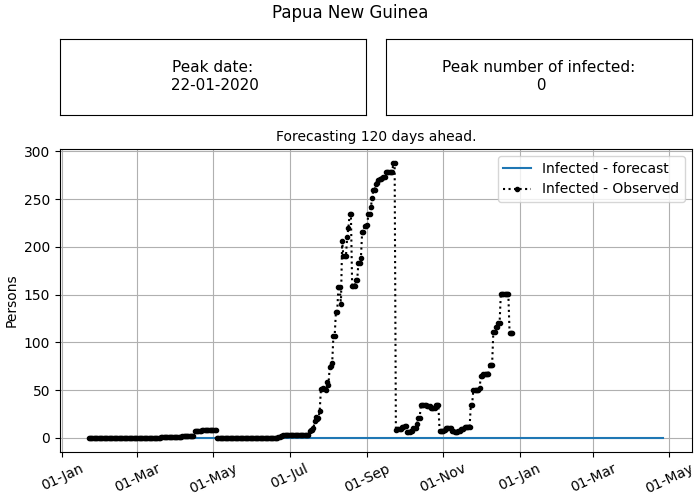 Papua New Guinea
Peak date:
22-01-2020
Peak number of infected:
0
Forecasting 120 days ahead.
Infected - forecast
Infected - Observed
Persons
300
250
200
150
100
50
0
01-Jan
01-Mar
01-May
01-Jul
01-Sep
01-Nov
01-Jan
01-Mar
01-May